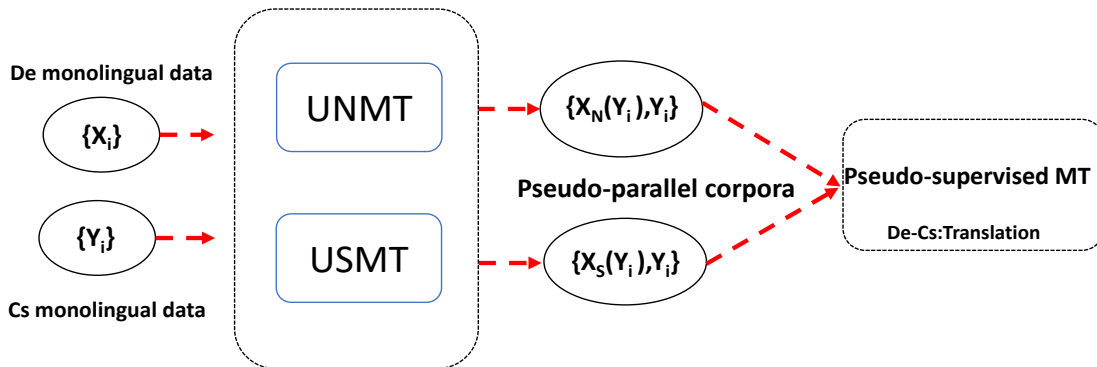 De monolingual data
{Xi}
{Yi}
Cs monolingual data
UNMT
USMT
{XN(Yi),Yi}
Pseudo-parallel corpora
{XS(Yi),Yi}
Pseudo-supervised MT
De-Cs:Translation